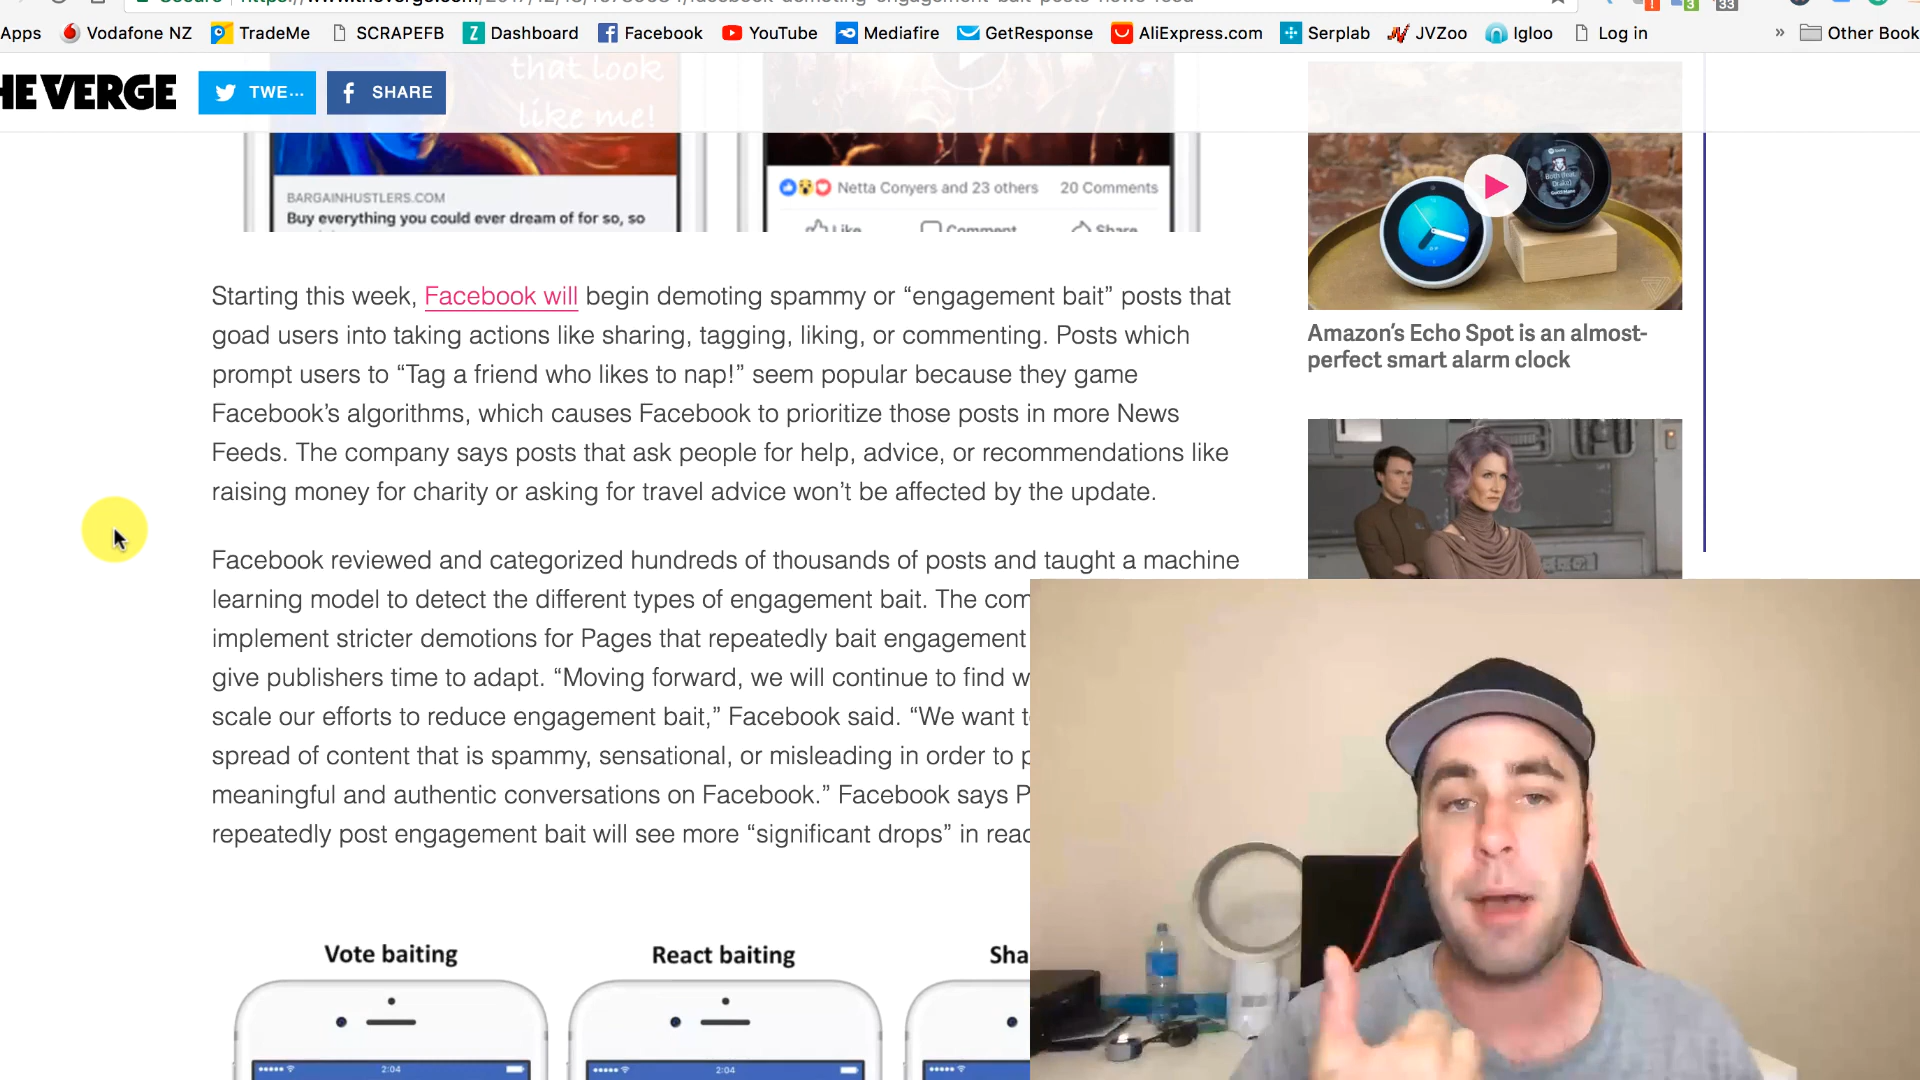 Apps Vodafone NZ TradeMe SCRAPEFB Dashboard Facebook YouTube Mediafire GetResponse AliExpress.com Serplab JVZoo Igloo Log in » Other Book
HE VERGE TWE... SHARE
that look
like me!
BARGAINHUSTLERS.COM
Buy everything you could ever dream of for so, so
Netta Conyers and 23 others 20 Comments
Like Comment Share
Starting this week, Facebook will begin demoting spammy or “engagement bait” posts that
goad users into taking actions like sharing, tagging, liking, or commenting. Posts which
prompt users to “Tag a friend who likes to nap!” seem popular because they game
Facebook’s algorithms, which causes Facebook to prioritize those posts in more News
Feeds. The company says posts that ask people for help, advice, or recommendations like
raising money for charity or asking for travel advice won’t be affected by the update.
Facebook reviewed and categorized hundreds of thousands of posts and taught a machine
learning model to detect the different types of engagement bait. The com
implement stricter demotions for Pages that repeatedly bait engagement
give publishers time to adapt. “Moving forward, we will continue to find w
scale our efforts to reduce engagement bait,” Facebook said. “We want t
spread of content that is spammy, sensational, or misleading in order to p
meaningful and authentic conversations on Facebook.” Facebook says P
repeatedly post engagement bait will see more “significant drops” in reac
Amazon’s Echo Spot is an almost-
perfect smart alarm clock
Vote baiting React baiting Sha
2:04 2:04